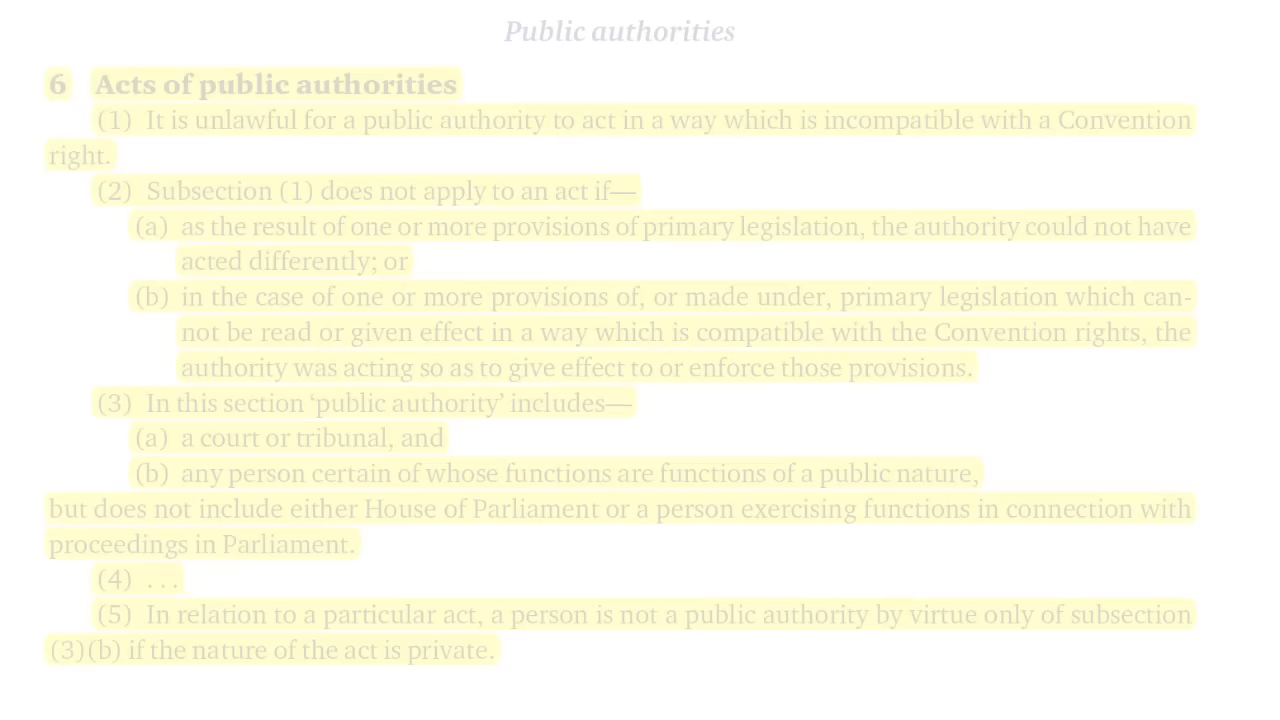 Public authorities
6 Acts of public authorities
(1) It is unlawful for a public authority to act in a way which is incompatible with a Convention
right.
(2) Subsection (1) does not apply to an act if—
(a) as the result of one or more provisions of primary legislation, the authority could not have
acted differently; or
(b) in the case of one or more provisions of, or made under, primary legislation which can-
not be read or given effect in a way which is compatible with the Convention rights, the
authority was acting so as to give effect to or enforce those provisions.
(3) In this section ‘public authority’ includes—
(a) a court or tribunal, and
(b) any person certain of whose functions are functions of a public nature,
but does not include either House of Parliament or a person exercising functions in connection with
proceedings in Parliament.
(4) . . .
(5) In relation to a particular act, a person is not a public authority by virtue only of subsection
(3)(b) if the nature of the act is private.